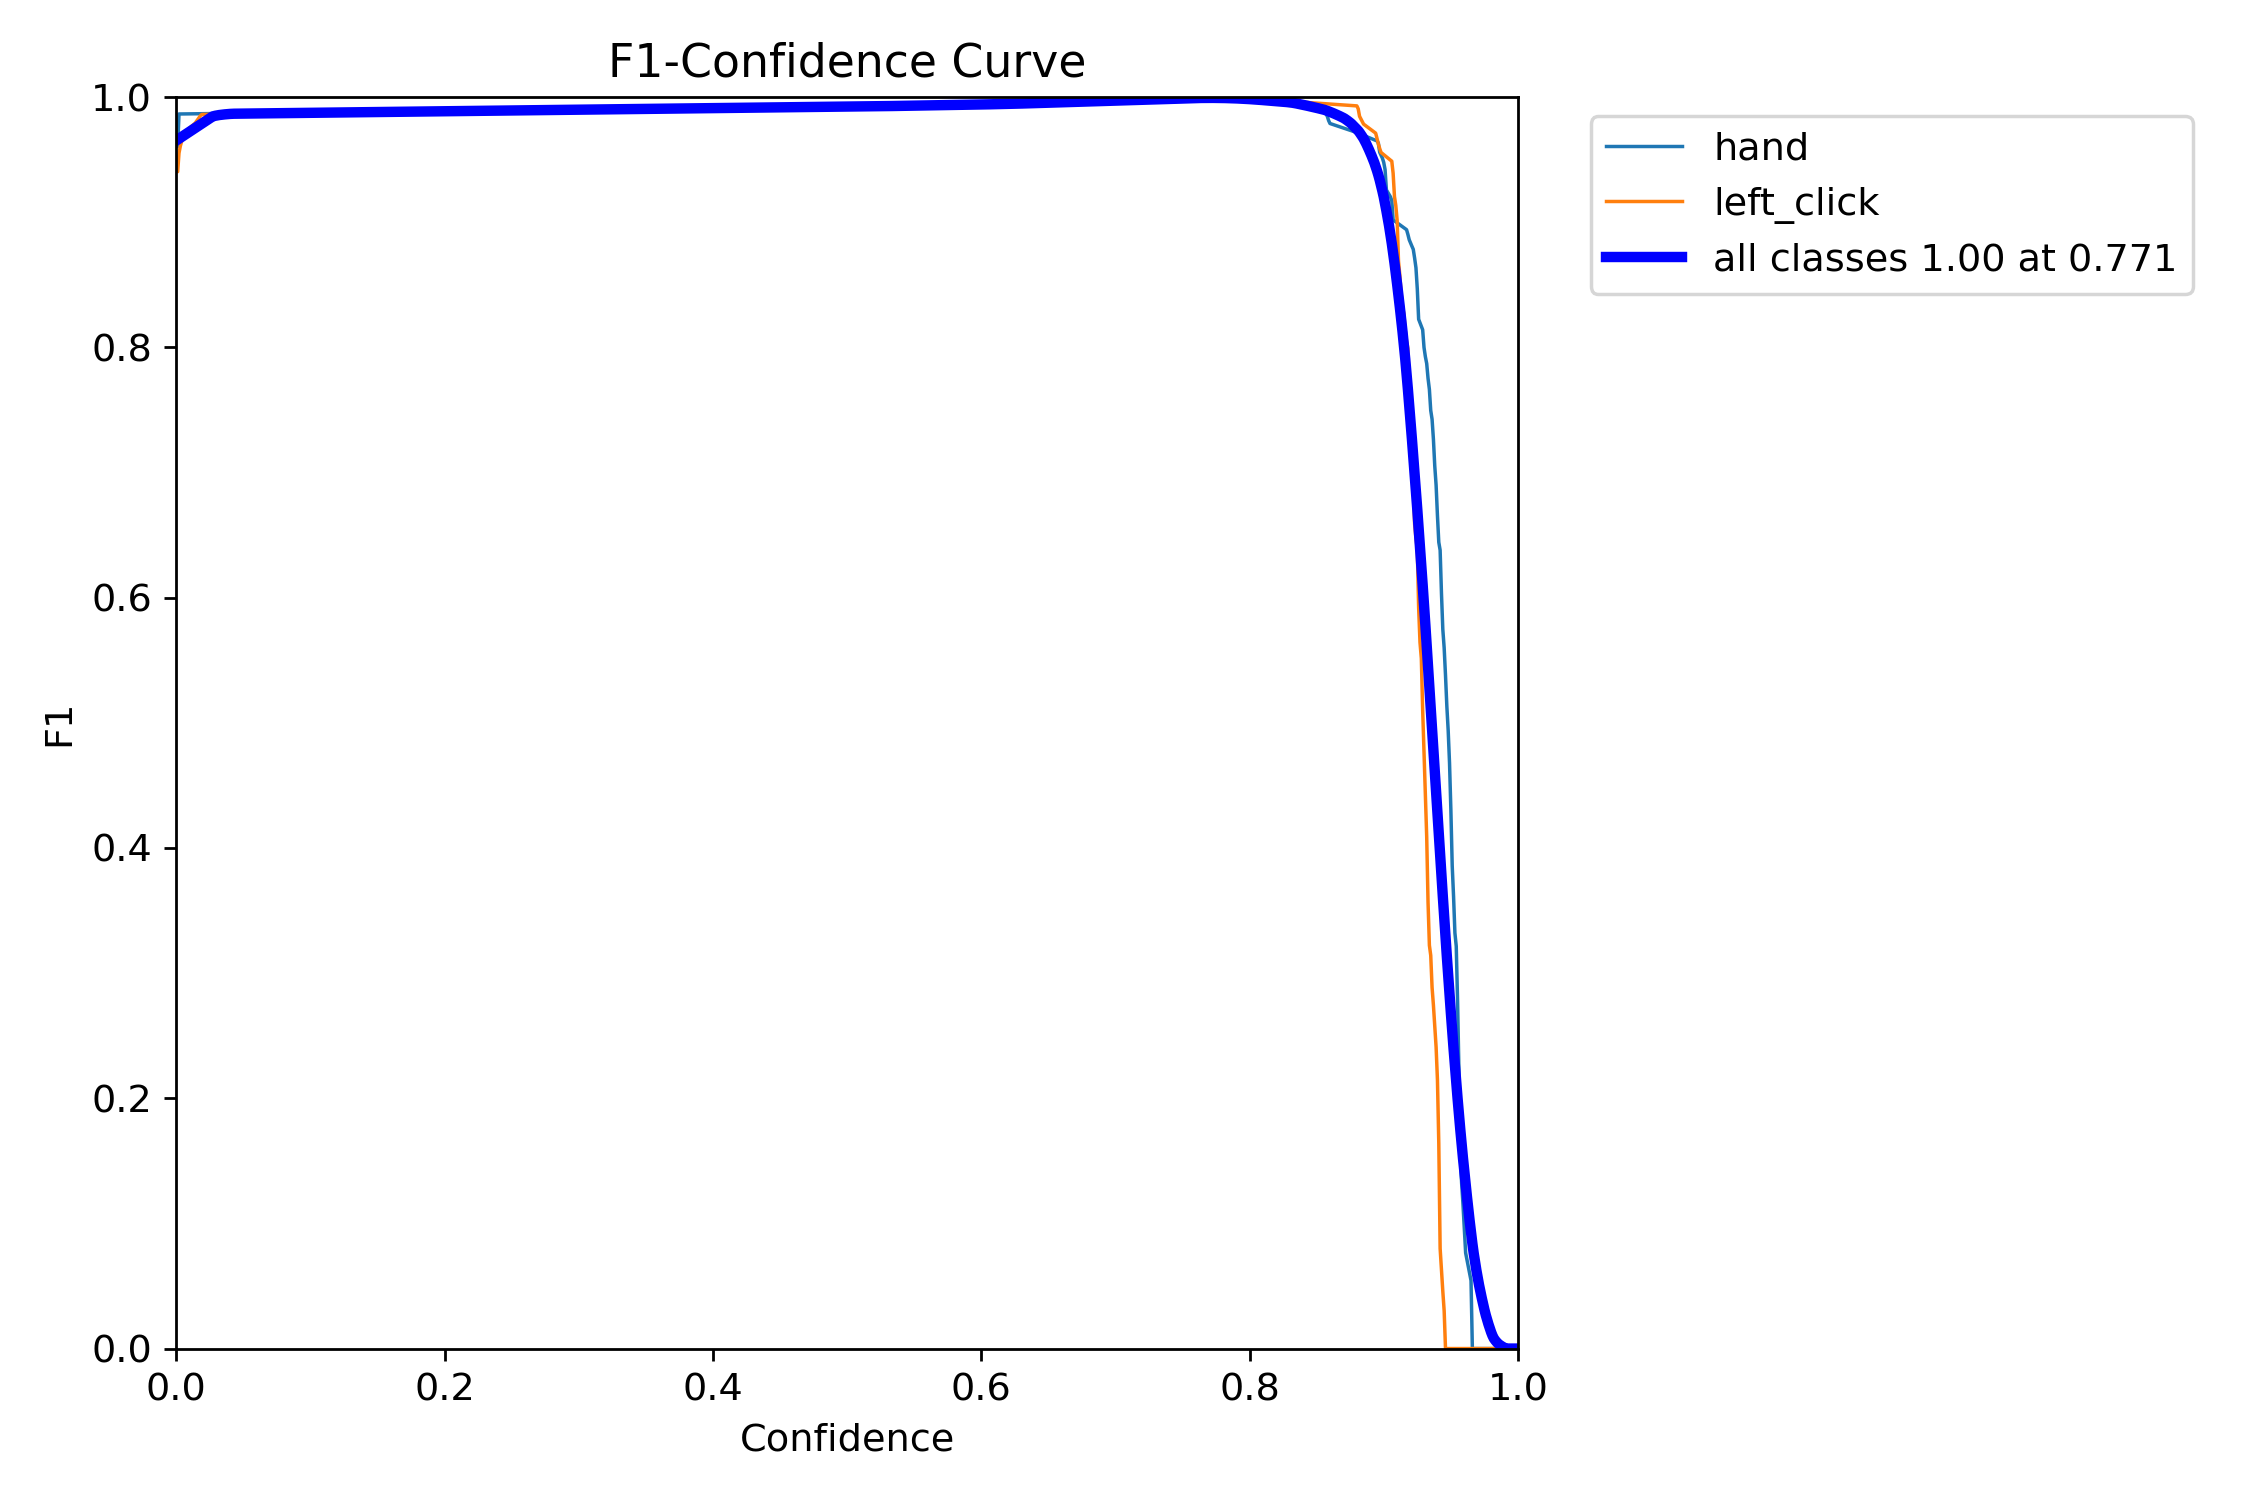 F1-Confidence Curve
hand
left_click
all classes 1.00 at 0.771
1.0
0.8
0.6
0.4
0.2
0.0
F1
0.0 0.2 0.4 0.6 0.8 1.0
Confidence